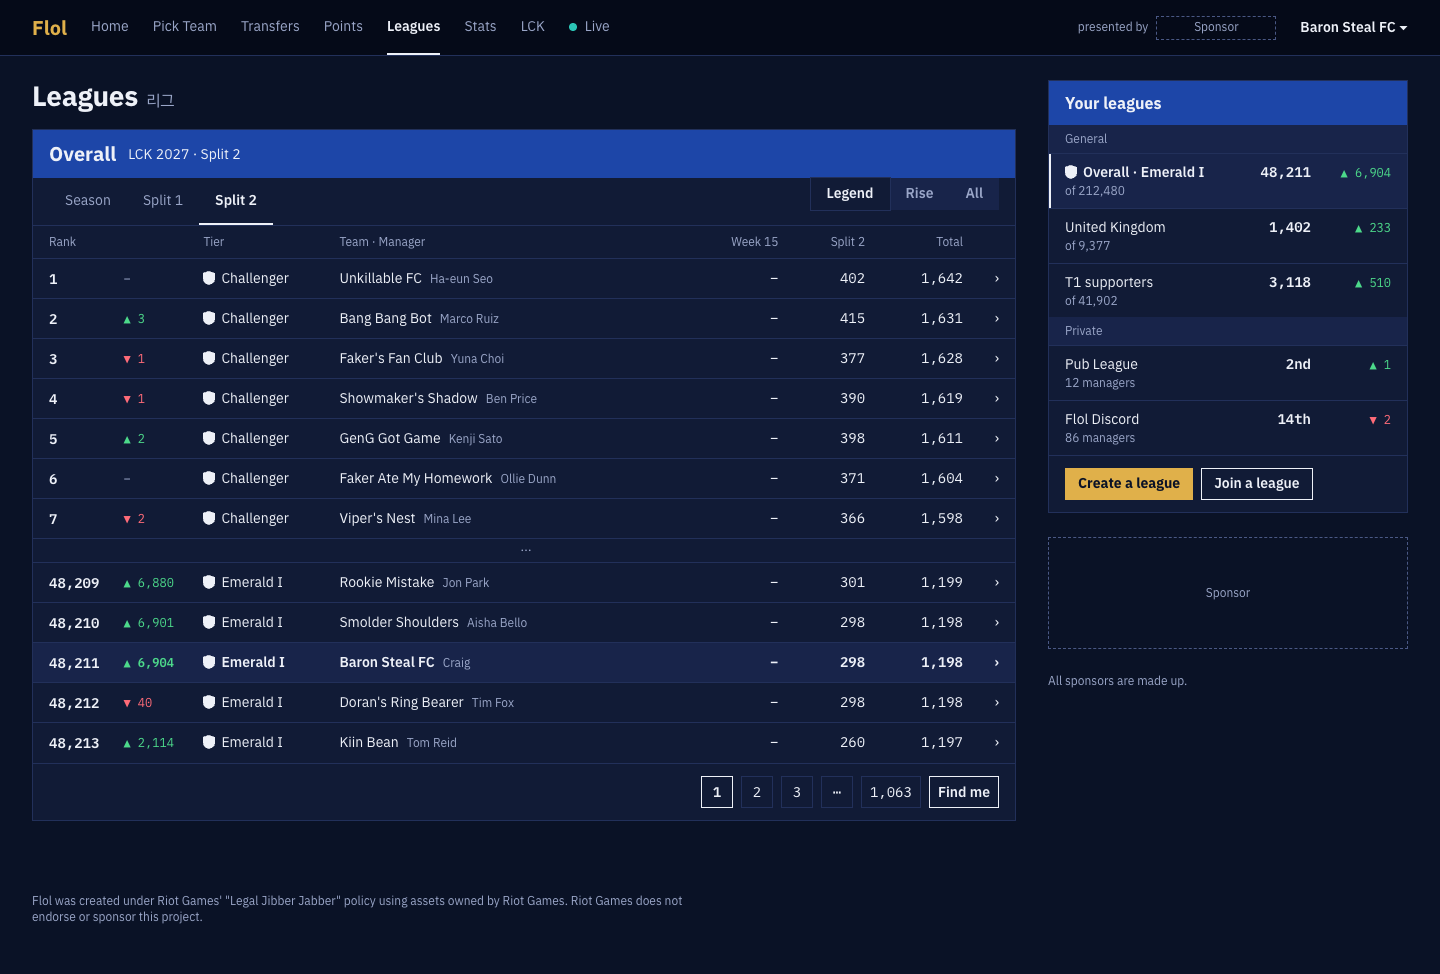 Flol Home Pick Team Transfers Points Leagues Stats LCK Live presented by Sponsor Baron Steal FC
Leagues 리그
Overall LCK 2027 · Split 2
Season Split 1 Split 2 Legend Rise All
Rank Tier Team · Manager Week 15 Split 2 Total
1 – Challenger Unkillable FC Ha-eun Seo – 402 1,642 ›
2 ▲ 3 Challenger Bang Bang Bot Marco Ruiz – 415 1,631 ›
3 ▼ 1 Challenger Faker's Fan Club Yuna Choi – 377 1,628 ›
4 ▼ 1 Challenger Showmaker's Shadow Ben Price – 390 1,619 ›
5 ▲ 2 Challenger GenG Got Game Kenji Sato – 398 1,611 ›
6 – Challenger Faker Ate My Homework Ollie Dunn – 371 1,604 ›
7 ▼ 2 Challenger Viper's Nest Mina Lee – 366 1,598 ›
...
48,209 ▲ 6,880 Emerald I Rookie Mistake Jon Park – 301 1,199 ›
48,210 ▲ 6,901 Emerald I Smolder Shoulders Aisha Bello – 298 1,198 ›
48,211 ▲ 6,904 Emerald I Baron Steal FC Craig – 298 1,198 ›
48,212 ▼ 40 Emerald I Doran's Ring Bearer Tim Fox – 298 1,198 ›
48,213 ▲ 2,114 Emerald I Kiin Bean Tom Reid – 260 1,197 ›
1 2 3 … 1,063 Find me
Your leagues
General
Overall · Emerald I 48,211 ▲ 6,904
of 212,480
United Kingdom 1,402 ▲ 233
of 9,377
T1 supporters 3,118 ▲ 510
of 41,902
Private
Pub League 2nd ▲ 1
12 managers
Flol Discord 14th ▼ 2
86 managers
Create a league Join a league
Sponsor
All sponsors are made up.
Flol was created under Riot Games' "Legal Jibber Jabber" policy using assets owned by Riot Games. Riot Games does not
endorse or sponsor this project.